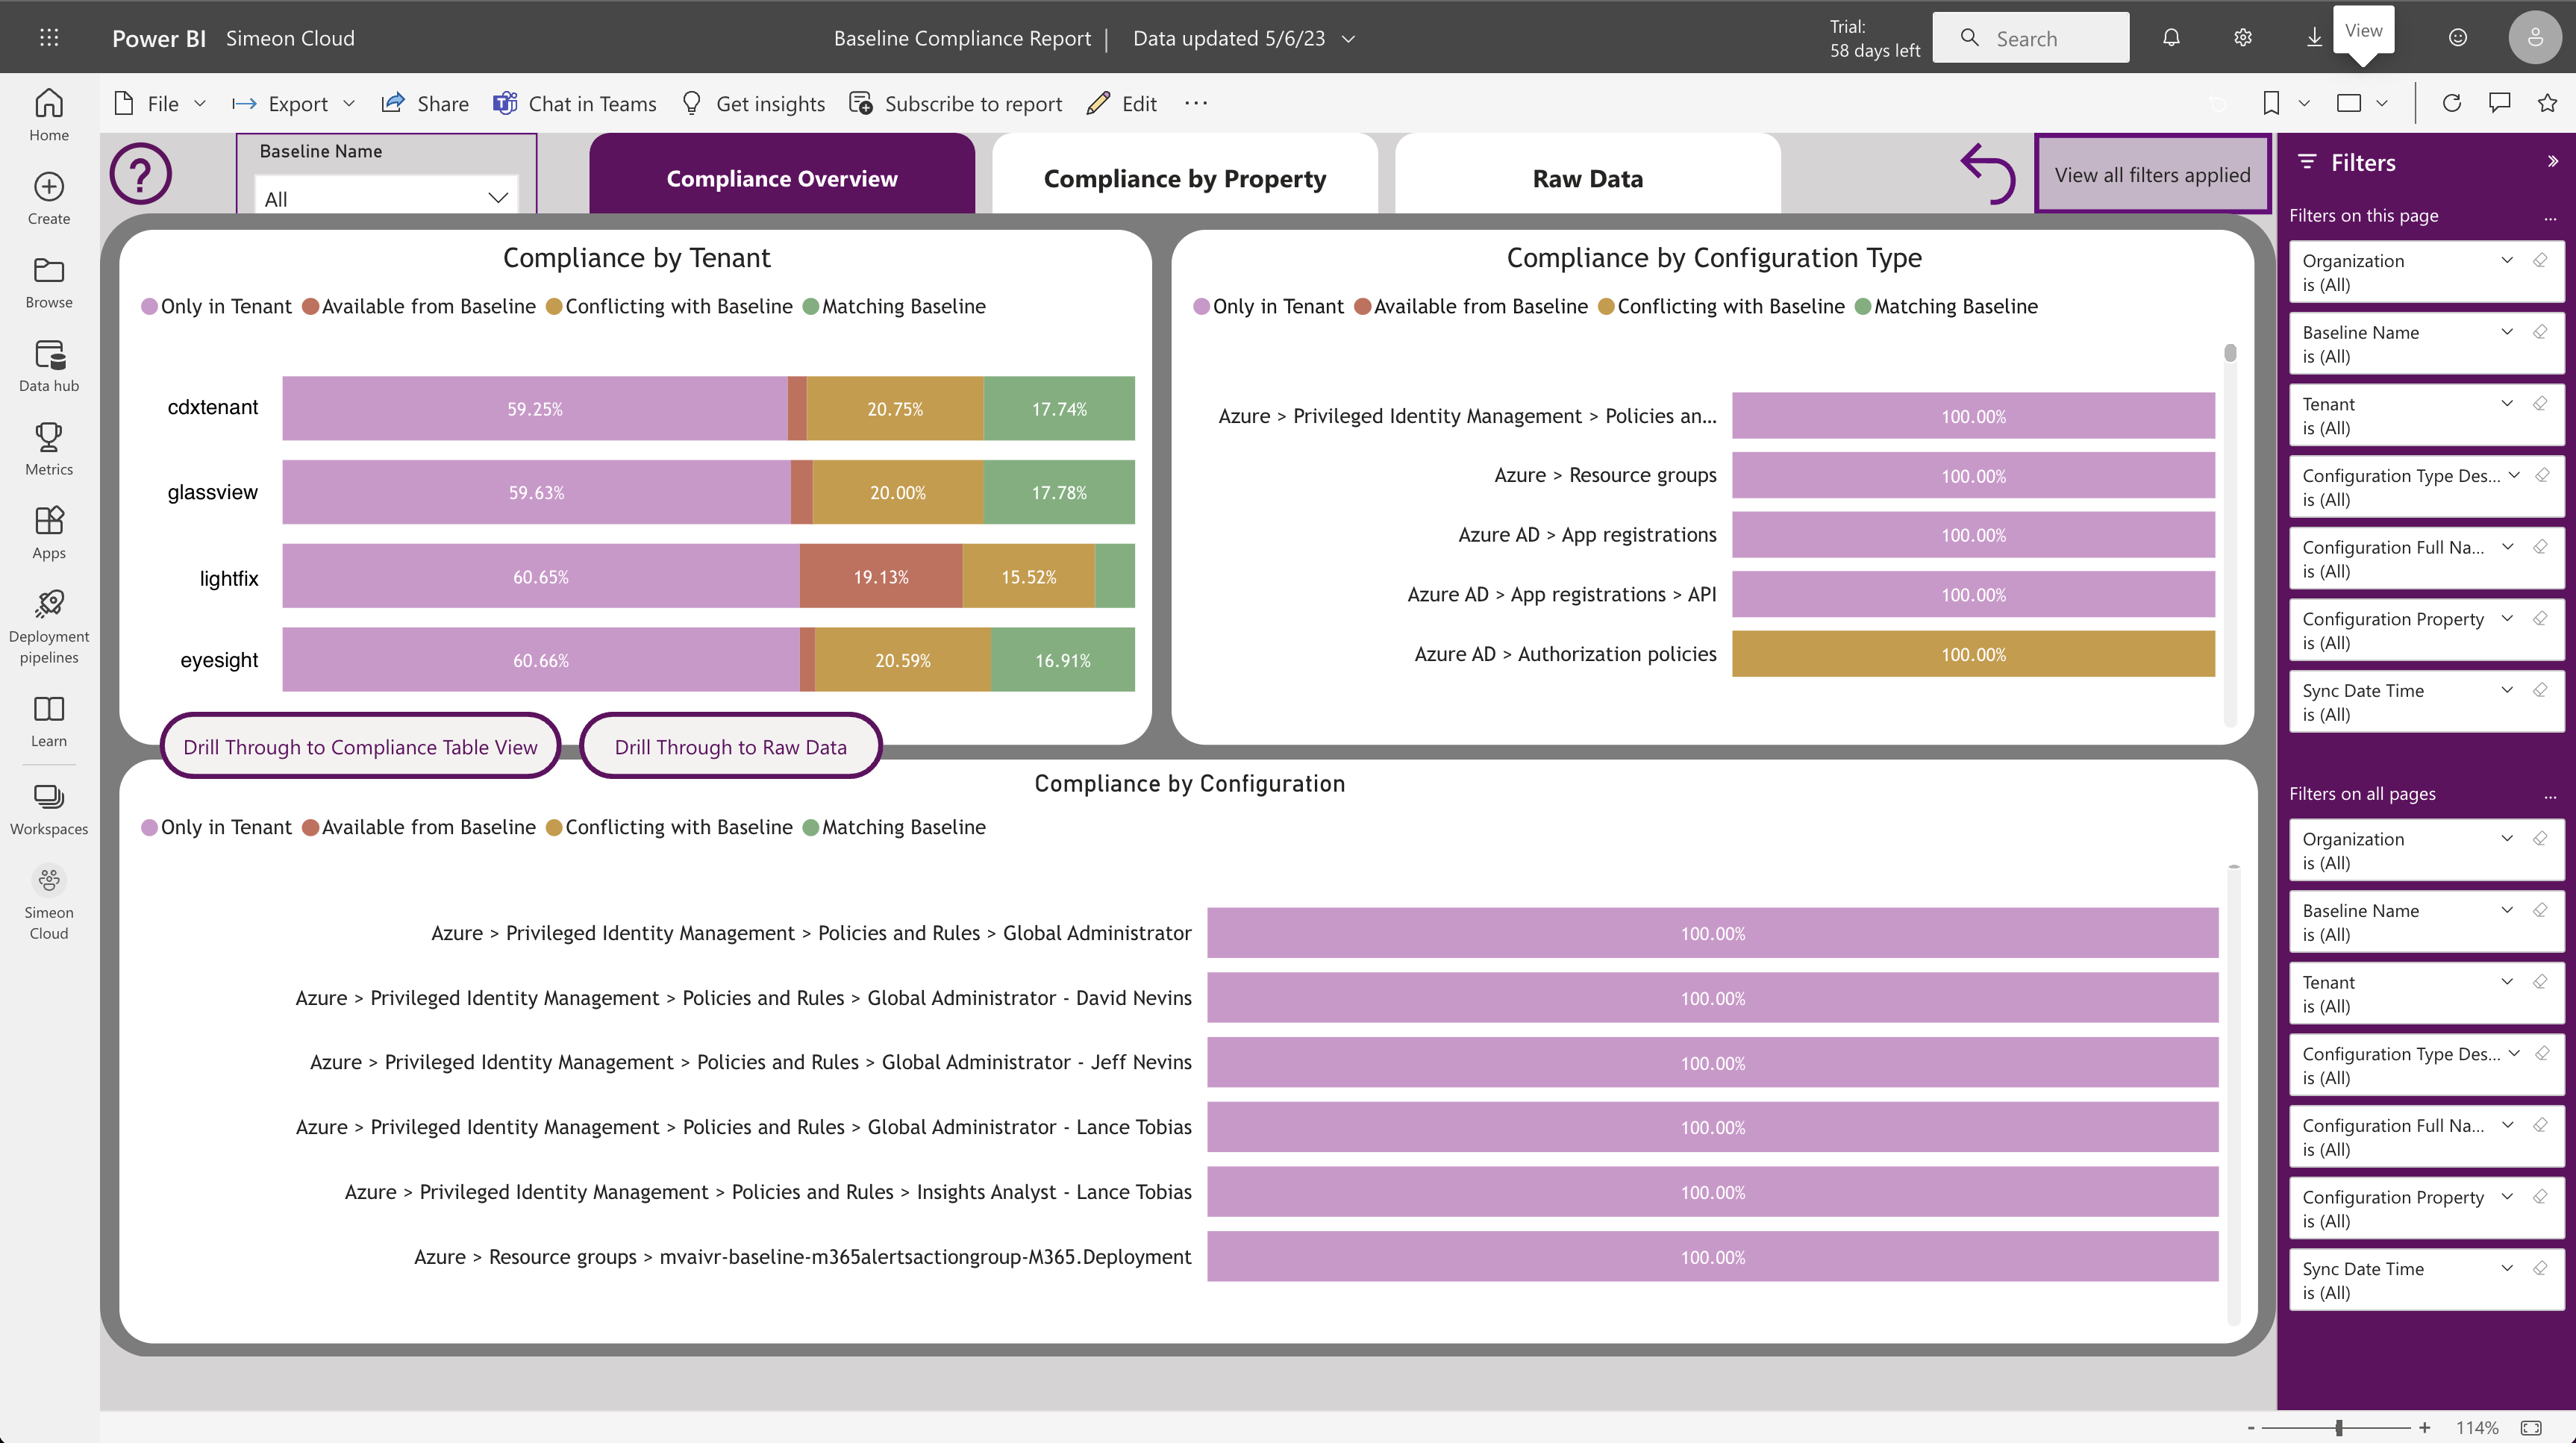 Power BI Simeon Cloud
Baseline Compliance Report | Data updated 5/6/23
Trial:
58 days left
Search
View
File
Export
Share
Chat in Teams
Get insights
Subscribe to report
Edit
Home
Create
Browse
Data hub
Metrics
Apps
Deployment
pipelines
Learn
Workspaces
Simeon
Cloud
?
Baseline Name
All
Compliance Overview
Compliance by Property
Raw Data
View all filters applied
Compliance by Tenant
Only in Tenant Available from Baseline Conflicting with Baseline Matching Baseline
cdxtenant 59.25% 20.75% 17.74%
glassview 59.63% 20.00% 17.78%
lightfix 60.65% 19.13% 15.52%
eyesight 60.66% 20.59% 16.91%
Drill Through to Compliance Table View
Drill Through to Raw Data
Compliance by Configuration Type
Only in Tenant Available from Baseline Conflicting with Baseline Matching Baseline
Azure > Privileged Identity Management > Policies an... 100.00%
Azure > Resource groups 100.00%
Azure AD > App registrations 100.00%
Azure AD > App registrations > API 100.00%
Azure AD > Authorization policies 100.00%
Compliance by Configuration
Only in Tenant Available from Baseline Conflicting with Baseline Matching Baseline
Azure > Privileged Identity Management > Policies and Rules > Global Administrator 100.00%
Azure > Privileged Identity Management > Policies and Rules > Global Administrator - David Nevins 100.00%
Azure > Privileged Identity Management > Policies and Rules > Global Administrator - Jeff Nevins 100.00%
Azure > Privileged Identity Management > Policies and Rules > Global Administrator - Lance Tobias 100.00%
Azure > Privileged Identity Management > Policies and Rules > Insights Analyst - Lance Tobias 100.00%
Azure > Resource groups > mvaivr-baseline-m365alertsactiongroup-M365.Deployment 100.00%
Filters
Filters on this page ...
Organization
is (All)
Baseline Name
is (All)
Tenant
is (All)
Configuration Type Des...
is (All)
Configuration Full Na...
is (All)
Configuration Property
is (All)
Sync Date Time
is (All)
Filters on all pages ...
Organization
is (All)
Baseline Name
is (All)
Tenant
is (All)
Configuration Type Des...
is (All)
Configuration Full Na...
is (All)
Configuration Property
is (All)
Sync Date Time
is (All)
- + 114%